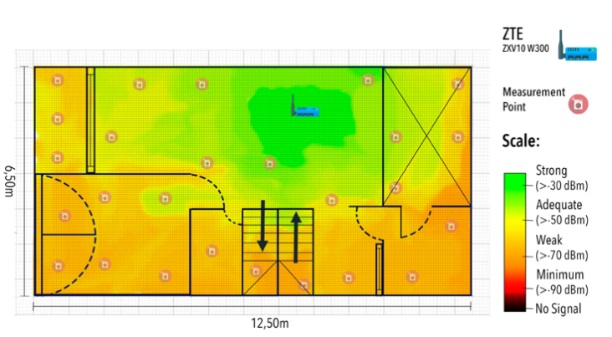 ZTE
ZXV10 W300
Measurement
Point
Scale:
Strong
(>-30 dBm)
Adequate
(>-50 dBm)
Weak
(>-70 dBm)
Minimum
(>-90 dBm)
No Signal
6,50m
12,50m